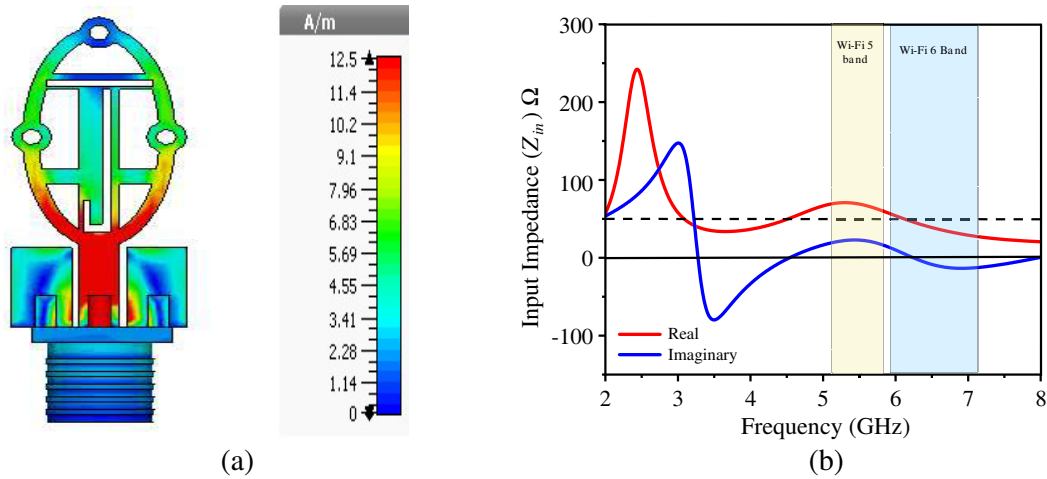 A/m
12.5
11.4
10.2
9.1
7.96
6.83
5.69
4.55
3.41
2.28
1.14
0
(a)
Input Impedance (Z_in) Ω
300
200
100
0
-100
Wi-Fi 5
band
Wi-Fi 6 Band
Real
Imaginary
2 3 4 5 6 7 8
Frequency (GHz)
(b)